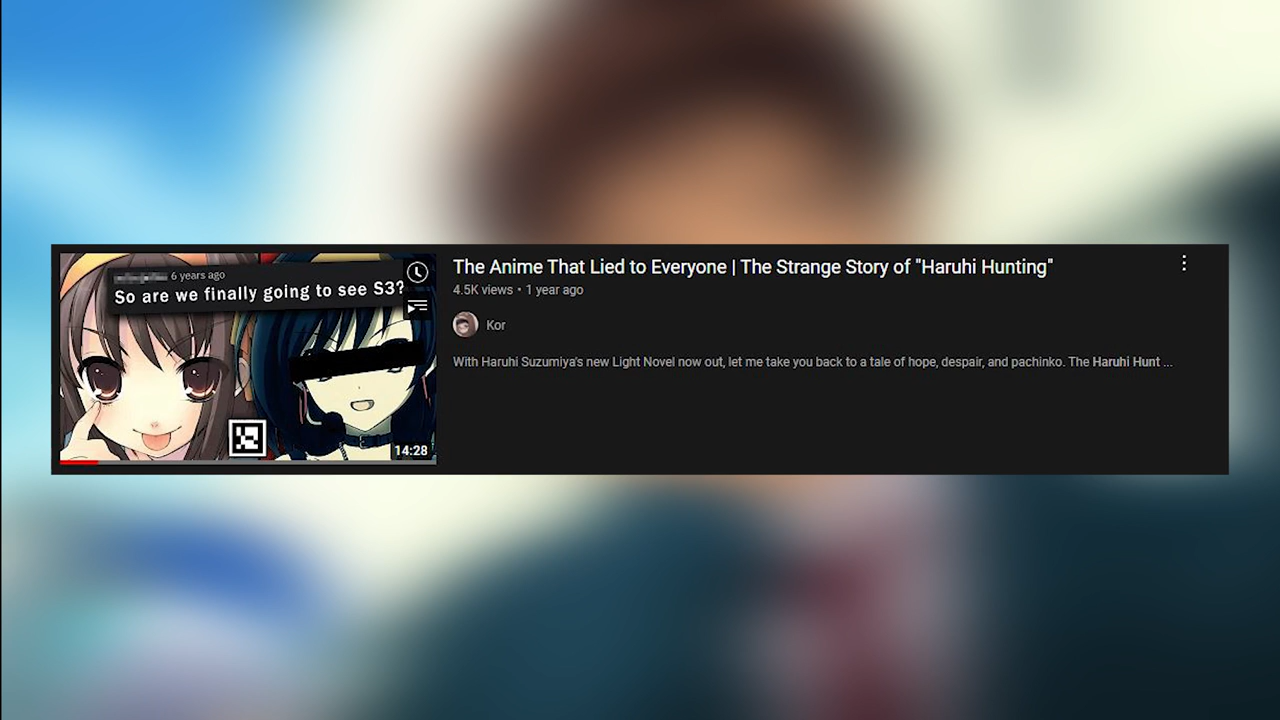 6 years ago
So are we finally going to see S3?
14:28
The Anime That Lied to Everyone | The Strange Story of "Haruhi Hunting"
4.5K views • 1 year ago
Kor
With Haruhi Suzumiya's new Light Novel now out, let me take you back to a tale of hope, despair, and pachinko. The Haruhi Hunt ...